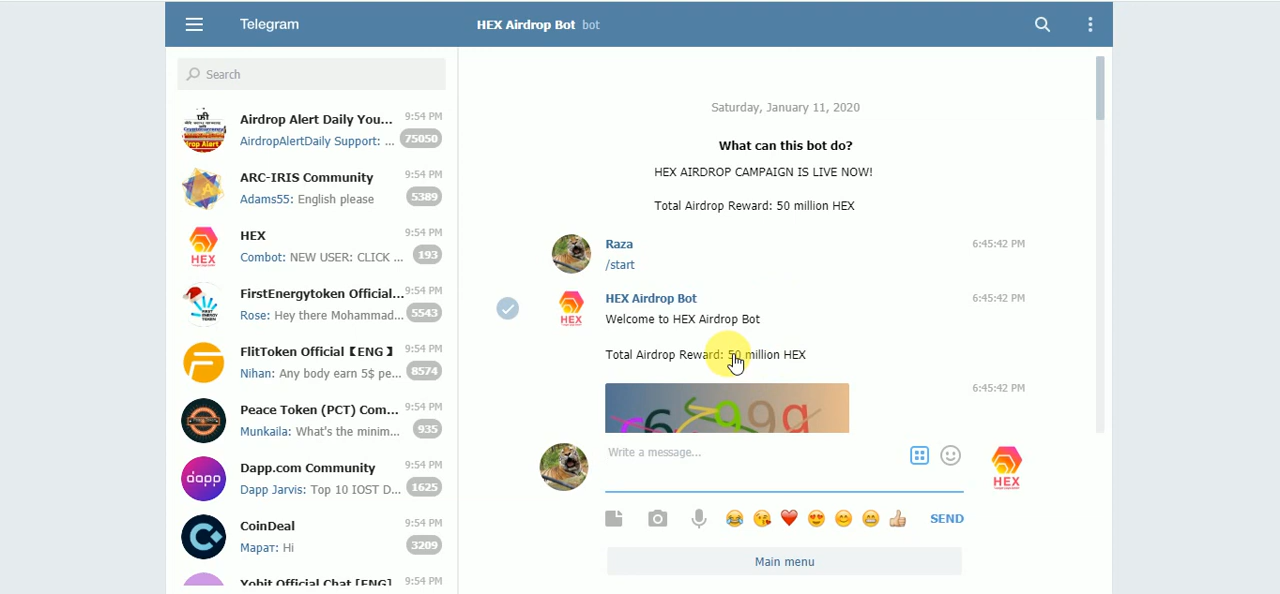 Telegram
HEX Airdrop Bot bot
Search
Airdrop Alert Daily You... 9:54 PM
AirdropAlertDaily Support: ... 75050
ARC-IRIS Community 9:54 PM
Adams55: English please 5389
HEX
HEX 9:54 PM
Combot: NEW USER: CLICK ... 193
FirstEnergytoken Official... 9:54 PM
Rose: Hey there Mohammad... 5543
FlitToken Official【ENG】 9:54 PM
Nihan: Any body earn 5$ pe... 8574
Peace Token (PCT) Com... 9:54 PM
Munkaila: What's the minim... 935
dapp
Dapp.com Community 9:54 PM
Dapp Jarvis: Top 10 IOST D... 1625
CoinDeal 9:54 PM
Марат: Hi 3209
Yobit Official Chat [ENG] 9:54 PM
Saturday, January 11, 2020
What can this bot do?
HEX AIRDROP CAMPAIGN IS LIVE NOW!
Total Airdrop Reward: 50 million HEX
Raza 6:45:42 PM
/start
HEX Airdrop Bot 6:45:42 PM
HEX
Welcome to HEX Airdrop Bot
Total Airdrop Reward: 50 million HEX
6:45:42 PM
Write a message...
HEX
SEND
Main menu